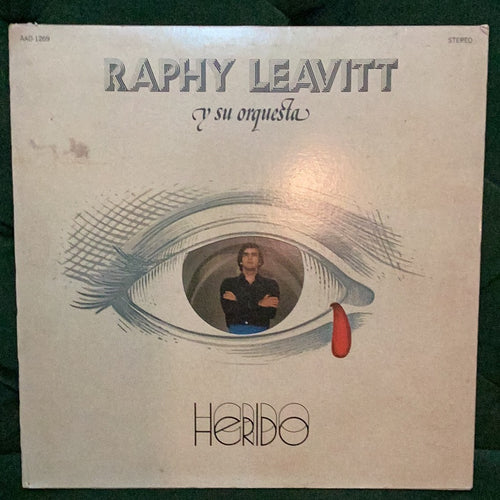 AAD-1269
STEREO
RAPHY LEAVITT
y su orquesta
HERIDO